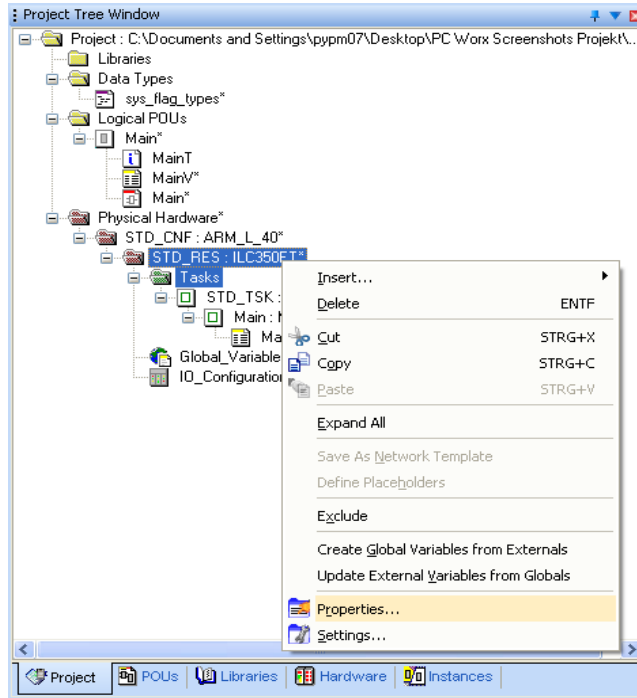 Project Tree Window
Project : C:\Documents and Settings\pypm07\Desktop\PC Worx Screenshots Projekt\...
Libraries
Data Types
sys_flag_types*
Logical POUs
Main*
MainT
MainV*
Main*
Physical Hardware*
STD_CNF : ARM_L_40*
STD_RES : ILC350ET*
Tasks
STD_TSK :
Main :
Global_Variable
IO_Configuration
Insert...
Delete ENTF
Cut STRG+X
Copy STRG+C
Paste STRG+V
Expand All
Save As Network Template
Define Placeholders
Exclude
Create Global Variables from Externals
Update External Variables from Globals
Properties...
Settings...
Project POUs Libraries Hardware Instances